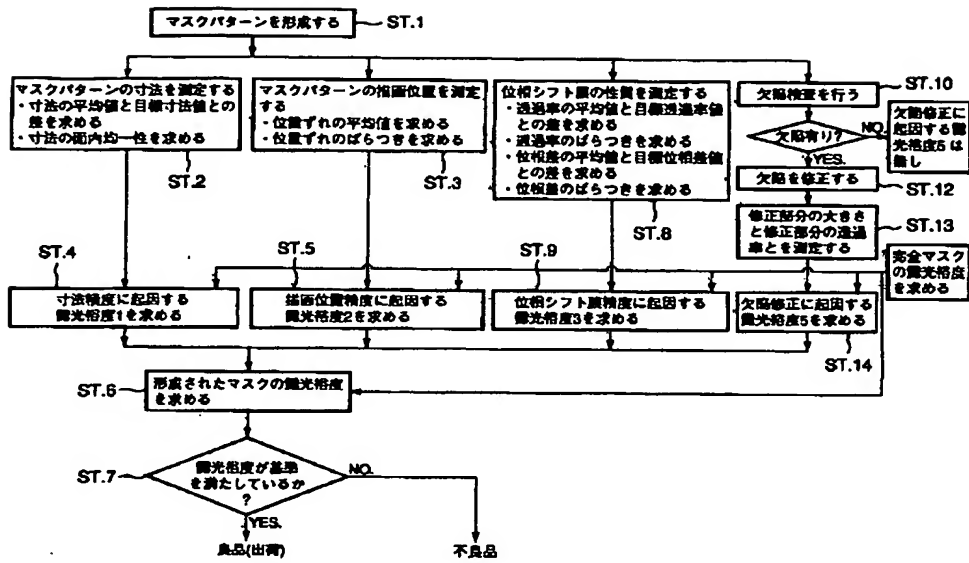 マスクパターンを形成する
ST.1
マスクパターンの寸法を測定する
・寸法の平均値と目標寸法値との
差を求める
・寸法の面内均一性を求める
ST.2
マスクパターンの描画位置を測定
する
・位置ずれの平均値を求める
・位置ずれのばらつきを求める
ST.3
位相シフト膜の性質を測定する
・透過率の平均値と目標透過率値
との差を求める
・透過率のばらつきを求める
・位相差の平均値と目標位相差値
との差を求める
・位相差のばらつきを求める
ST.8
ST.10
欠陥検査を行う
欠陥有り?
NO.
YES.
欠陥修正に
起因する露
光裕度5は
無し
欠陥を修正する
ST.12
修正部分の大きさ
と修正部分の透過
率とを測定する
ST.13
完全マスク
の露光裕度
を求める
ST.4
寸法精度に起因する
露光裕度1を求める
ST.5
描画位置精度に起因する
露光裕度2を求める
ST.9
位相シフト膜精度に起因する
露光裕度3を求める
欠陥修正に起因する
露光裕度5を求める
ST.14
ST.6
形成されたマスクの露光裕度
を求める
ST.7
露光裕度が基準
を満たしているか
?
NO.
YES.
良品(出荷)
不良品